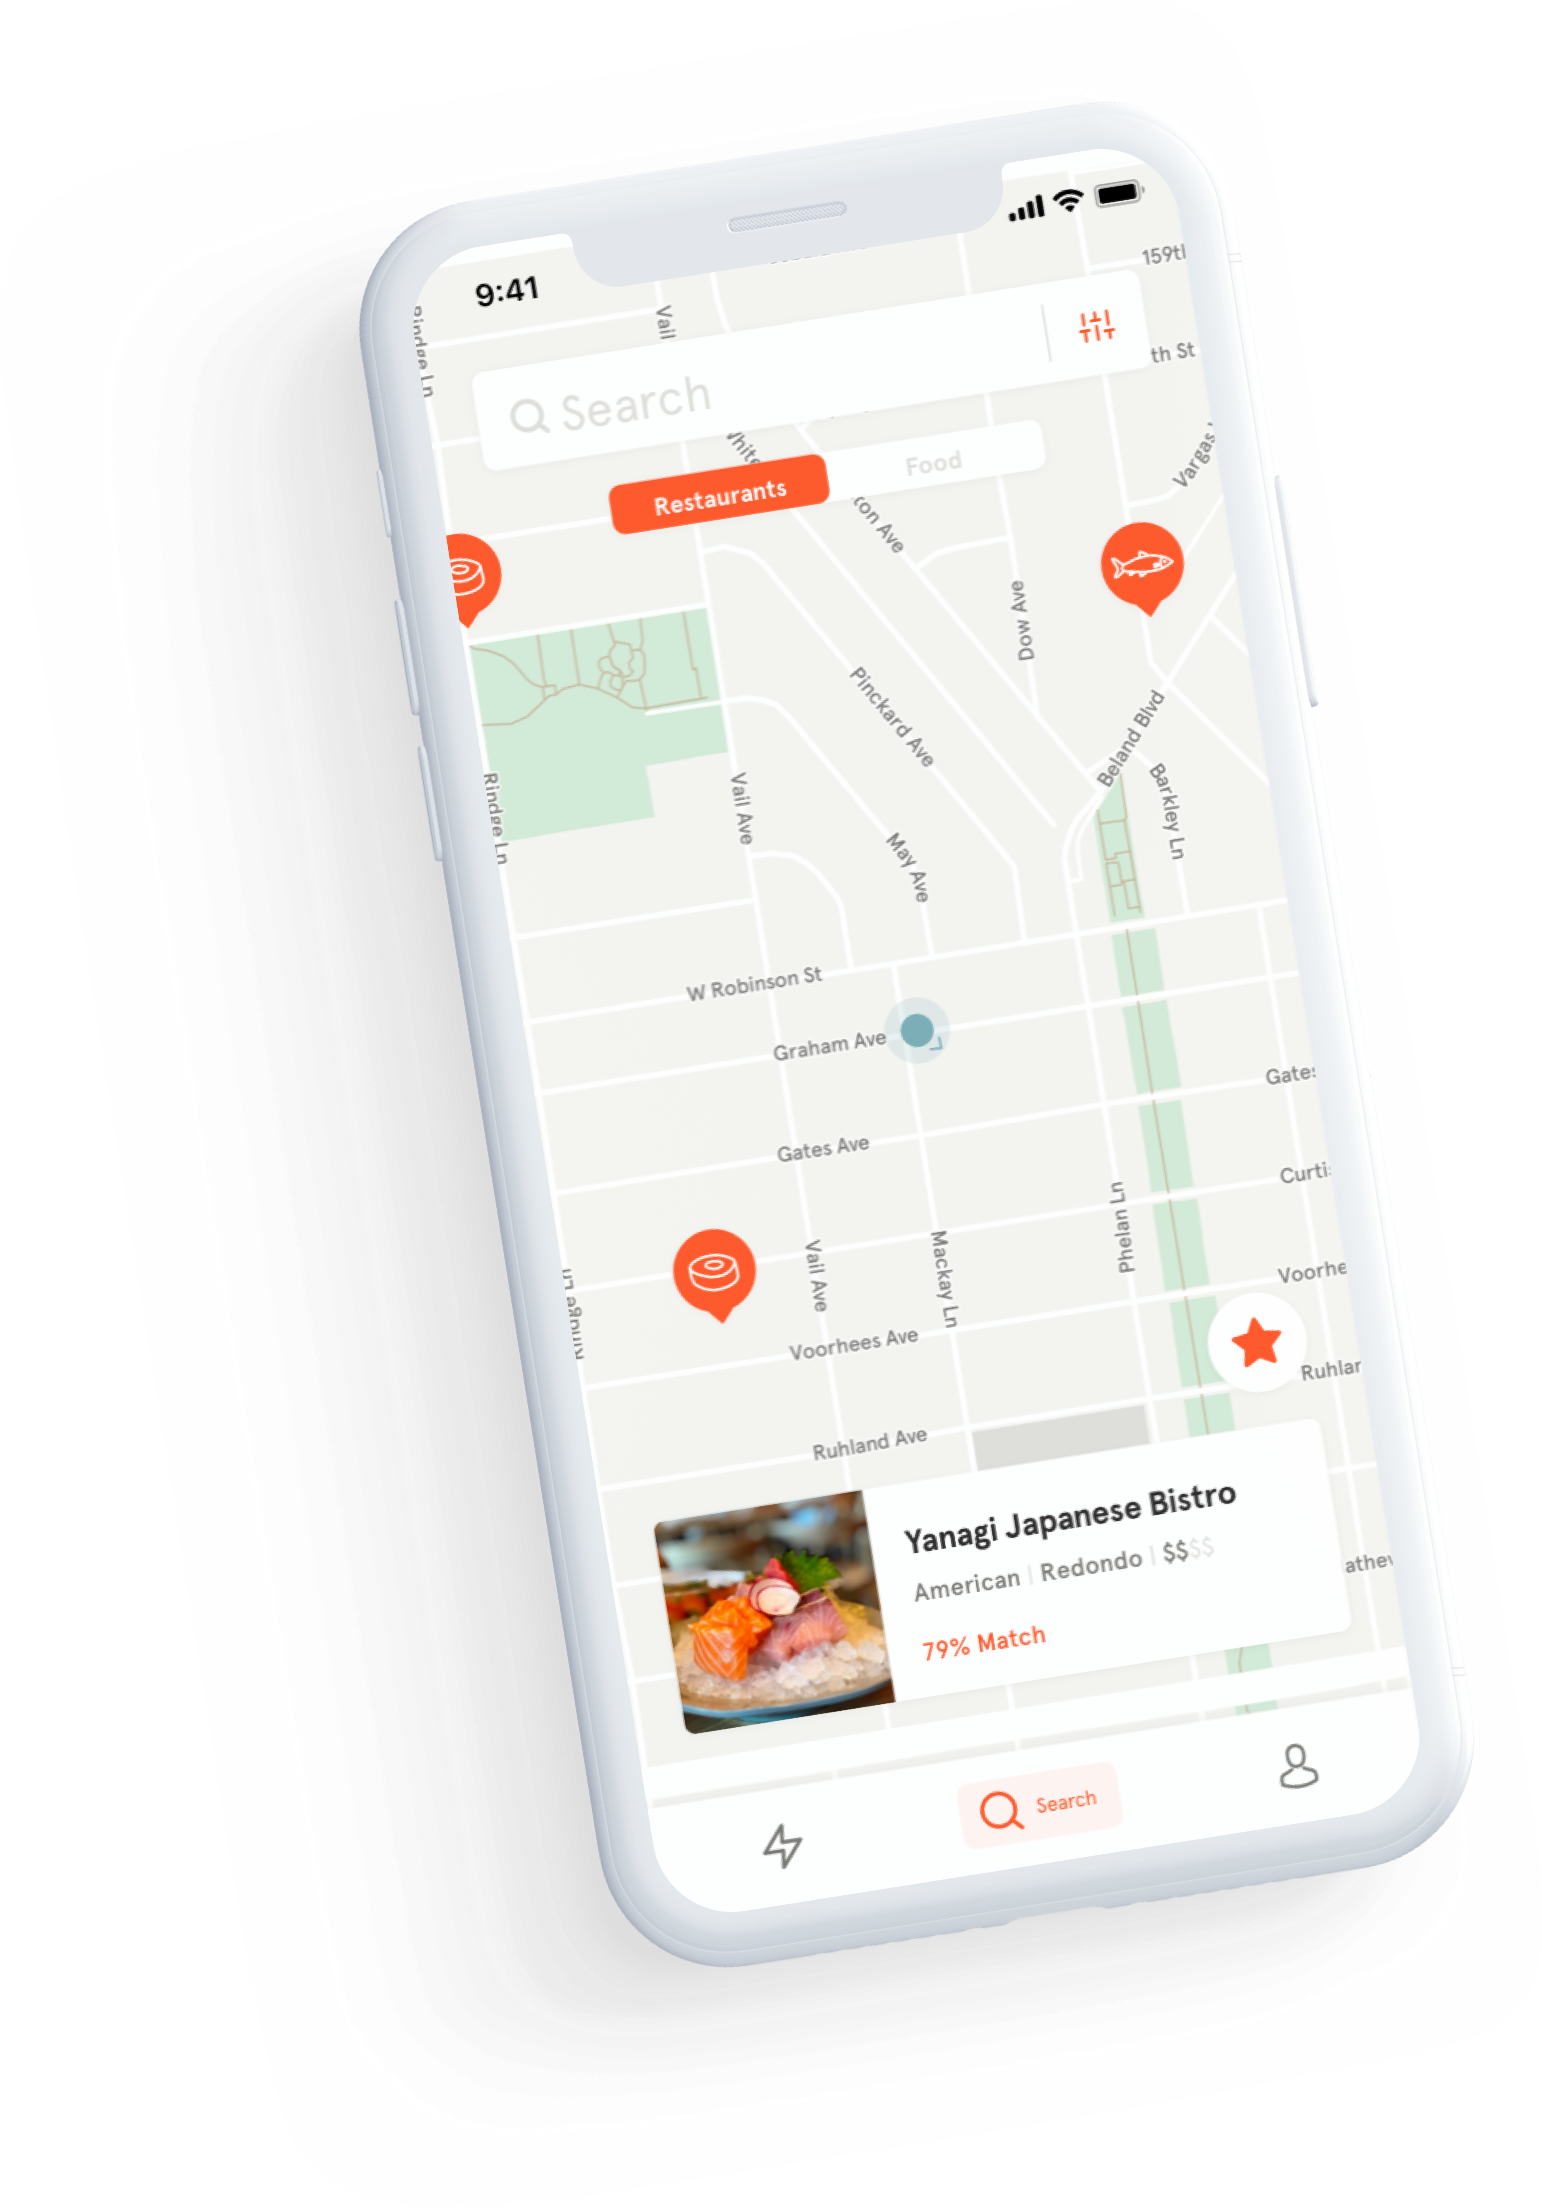 9:41
159th
Rindge Ln
Vail
Search
th St
Restaurants
Food
ton Ave
Vargas
Dow Ave
Pinckard Ave
Beland Blvd
Barkley Ln
Rindge Ln
Vail Ave
May Ave
W Robinson St
Graham Ave
Gates
Gates Ave
Curtis
Phelan Ln
Mackay Ln
Vail Ave
Voorhe
Rindge Ln
Voorhees Ave
Ruhlan
Ruhland Ave
Yanagi Japanese Bistro
American | Redondo | $$$$
79% Match
athew
Search